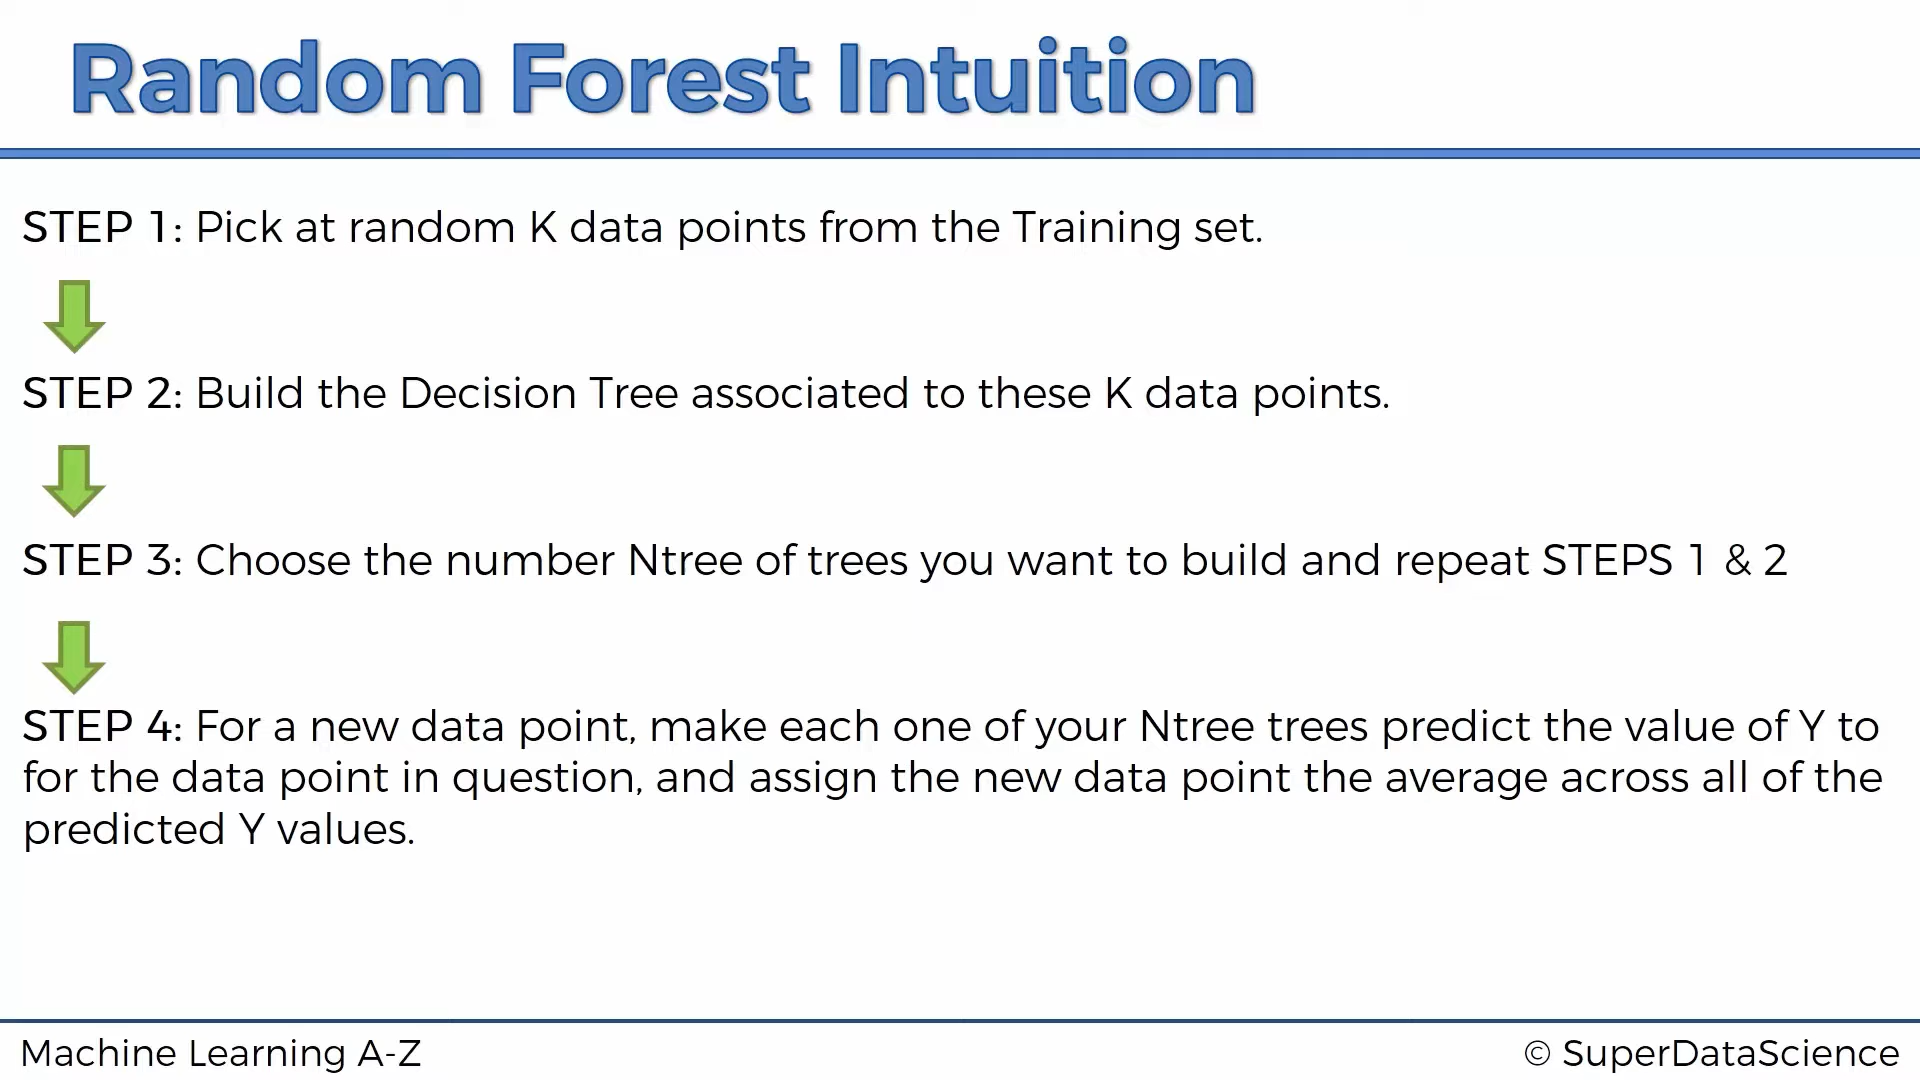 Random Forest Intuition
STEP 1: Pick at random K data points from the Training set.
STEP 2: Build the Decision Tree associated to these K data points.
STEP 3: Choose the number Ntree of trees you want to build and repeat STEPS 1 & 2
STEP 4: For a new data point, make each one of your Ntree trees predict the value of Y to
for the data point in question, and assign the new data point the average across all of the
predicted Y values.
Machine Learning A-Z
© SuperDataScience